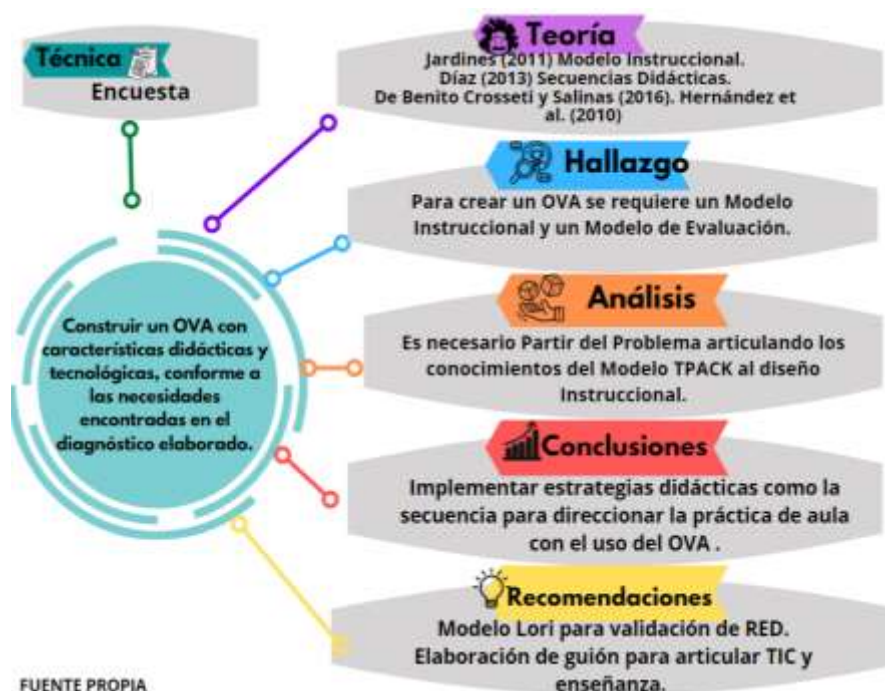 Técnica
Encuesta
Teoría
Jardines (2011) Modelo Instruccional.
Díaz (2013) Secuencias Didácticas.
De Benito Crosseti y Salinas (2016). Hernández et
al. (2010)
Hallazgo
Para crear un OVA se requiere un Modelo
Instruccional y un Modelo de Evaluación.
Construir un OVA con
características didácticas y
tecnológicas, conforme a
las necesidades
encontradas en el
diagnóstico elaborado.
Análisis
Es necesario Partir del Problema articulando los
conocimientos del Modelo TPACK al diseño
Instruccional.
Conclusiones
Implementar estrategias didácticas como la
secuencia para direccionar la práctica de aula
con el uso del OVA .
Recomendaciones
Modelo Lori para validación de RED.
Elaboración de guión para articular TIC y
enseñanza.
FUENTE PROPIA